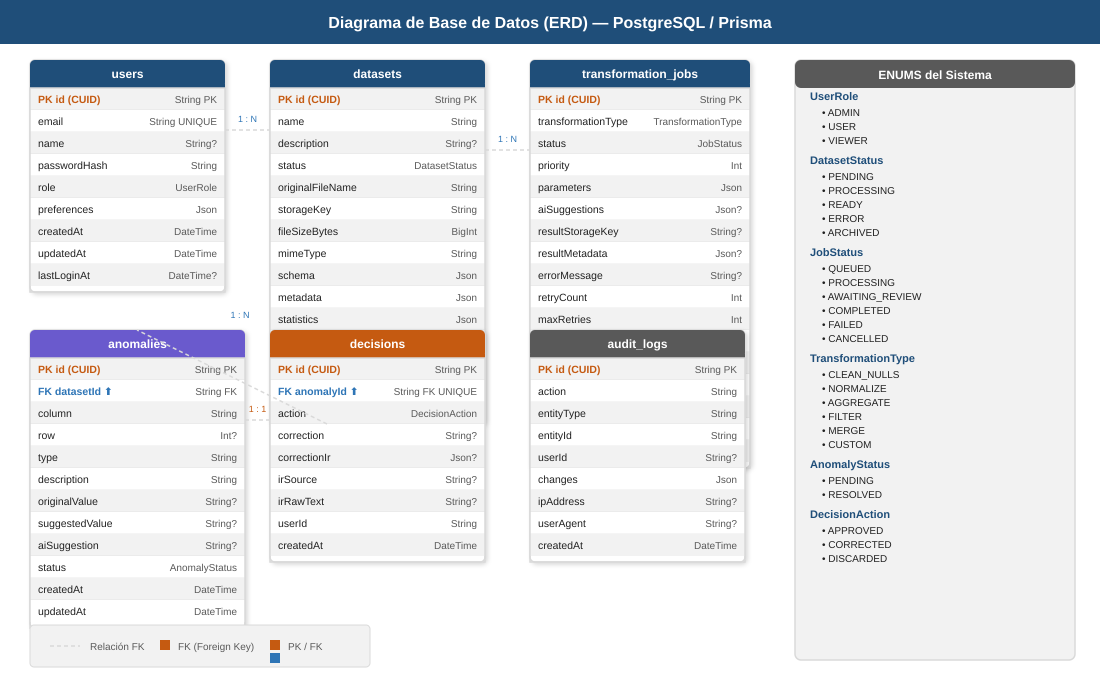 Diagrama de Base de Datos (ERD) — PostgreSQL / Prisma
users
PK id (CUID) String PK
email String UNIQUE
name String?
passwordHash String
role UserRole
preferences Json
createdAt DateTime
updatedAt DateTime
lastLoginAt DateTime?
1 : N
datasets
PK id (CUID) String PK
name String
description String?
status DatasetStatus
originalFileName String
storageKey String
fileSizeBytes BigInt
mimeType String
schema Json
metadata Json
statistics Json
1 : N
transformation_jobs
PK id (CUID) String PK
transformationType TransformationType
status JobStatus
priority Int
parameters Json
aiSuggestions Json?
resultStorageKey String?
resultMetadata Json?
errorMessage String?
retryCount Int
maxRetries Int
1 : N
anomalies
PK id (CUID) String PK
FK datasetId ⬆ String FK
column String
row Int?
type String
description String
originalValue String?
suggestedValue String?
aiSuggestion String?
status AnomalyStatus
createdAt DateTime
updatedAt DateTime
1 : 1
decisions
PK id (CUID) String PK
FK anomalyId ⬆ String FK UNIQUE
action DecisionAction
correction String?
correctionIr Json?
irSource String?
irRawText String?
userId String
createdAt DateTime
audit_logs
PK id (CUID) String PK
action String
entityType String
entityId String
userId String?
changes Json
ipAddress String?
userAgent String?
createdAt DateTime
ENUMS del Sistema
UserRole
• ADMIN
• USER
• VIEWER
DatasetStatus
• PENDING
• PROCESSING
• READY
• ERROR
• ARCHIVED
JobStatus
• QUEUED
• PROCESSING
• AWAITING_REVIEW
• COMPLETED
• FAILED
• CANCELLED
TransformationType
• CLEAN_NULLS
• NORMALIZE
• AGGREGATE
• FILTER
• MERGE
• CUSTOM
AnomalyStatus
• PENDING
• RESOLVED
DecisionAction
• APPROVED
• CORRECTED
• DISCARDED
Relación FK FK (Foreign Key) PK / FK